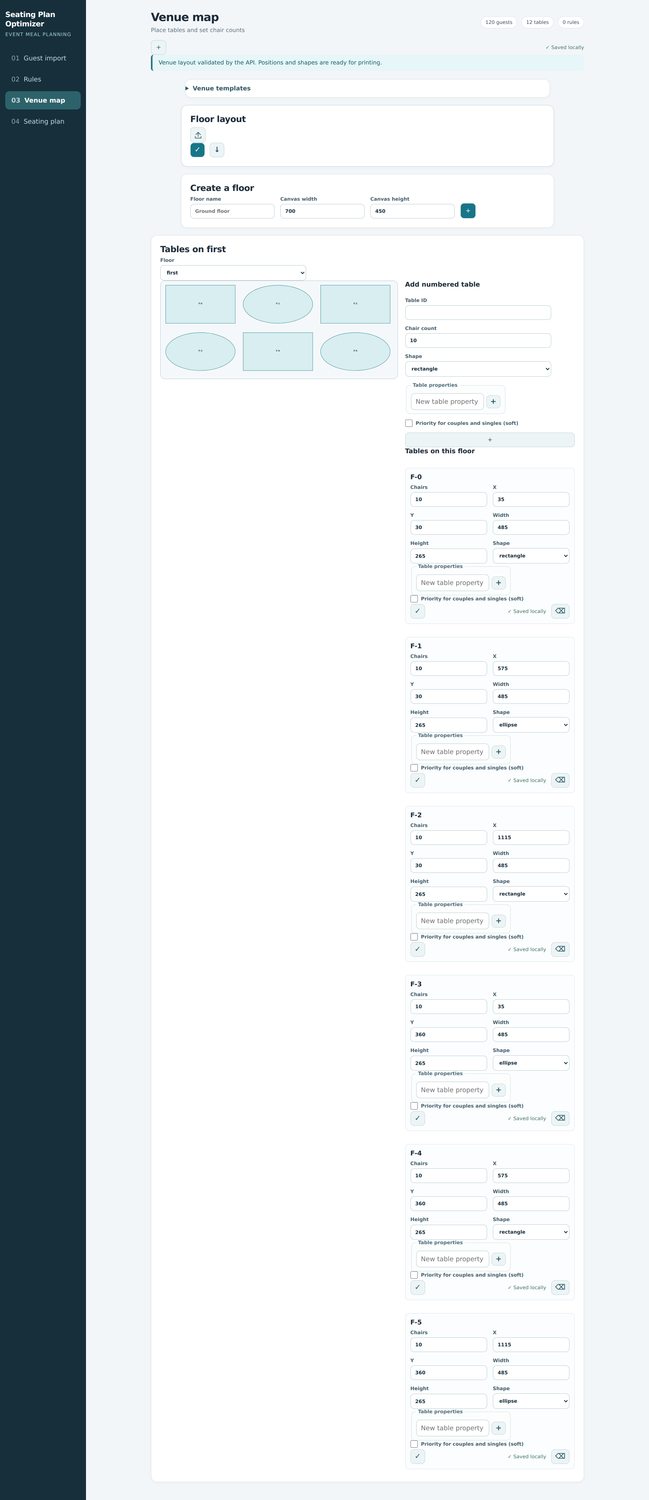 Seating Plan
Optimizer
EVENT MEAL PLANNING
01 Guest import
02 Rules
03 Venue map
04 Seating plan
Venue map
Place tables and set chair counts
120 guests
12 tables
0 rules
+
✓ Saved locally
Venue layout validated by the API. Positions and shapes are ready for printing.
▶ Venue templates
Floor layout
✓
Create a floor
Floor name
Canvas width
Canvas height
Ground floor
700
450
+
Tables on first
Floor
first
Add numbered table
Table ID
Chair count
10
Shape
rectangle
Table properties
New table property
+
Priority for couples and singles (soft)
+
Tables on this floor
F-0
Chairs
X
10
35
Y
Width
30
485
Height
Shape
265
rectangle
Table properties
New table property
+
Priority for couples and singles (soft)
✓
✓ Saved locally
⌫
F-1
Chairs
X
10
575
Y
Width
30
485
Height
Shape
265
ellipse
Table properties
New table property
+
Priority for couples and singles (soft)
✓
✓ Saved locally
⌫
F-2
Chairs
X
10
1115
Y
Width
30
485
Height
Shape
265
rectangle
Table properties
New table property
+
Priority for couples and singles (soft)
✓
✓ Saved locally
⌫
F-3
Chairs
X
10
35
Y
Width
360
485
Height
Shape
265
ellipse
Table properties
New table property
+
Priority for couples and singles (soft)
✓
✓ Saved locally
⌫
F-4
Chairs
X
10
575
Y
Width
360
485
Height
Shape
265
rectangle
Table properties
New table property
+
Priority for couples and singles (soft)
✓
✓ Saved locally
⌫
F-5
Chairs
X
10
1115
Y
Width
360
485
Height
Shape
265
ellipse
Table properties
New table property
+
Priority for couples and singles (soft)
✓
✓ Saved locally
⌫